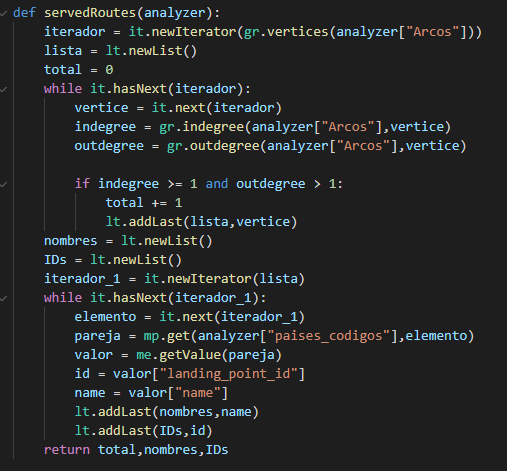 def servedRoutes(analyzer):
    iterador = it.newIterator(gr.vertices(analyzer["Arcos"]))
    lista = lt.newList()
    total = 0
    while it.hasNext(iterador):
        vertice = it.next(iterador)
        indegree = gr.indegree(analyzer["Arcos"],vertice)
        outdegree = gr.outdegree(analyzer["Arcos"],vertice)

        if indegree >= 1 and outdegree > 1:
            total += 1
            lt.addLast(lista,vertice)
    nombres = lt.newList()
    IDs = lt.newList()
    iterador_1 = it.newIterator(lista)
    while it.hasNext(iterador_1):
        elemento = it.next(iterador_1)
        pareja = mp.get(analyzer["paises_codigos"],elemento)
        valor = me.getValue(pareja)
        id = valor["landing_point_id"]
        name = valor["name"]
        lt.addLast(nombres,name)
        lt.addLast(IDs,id)
    return total,nombres,IDs